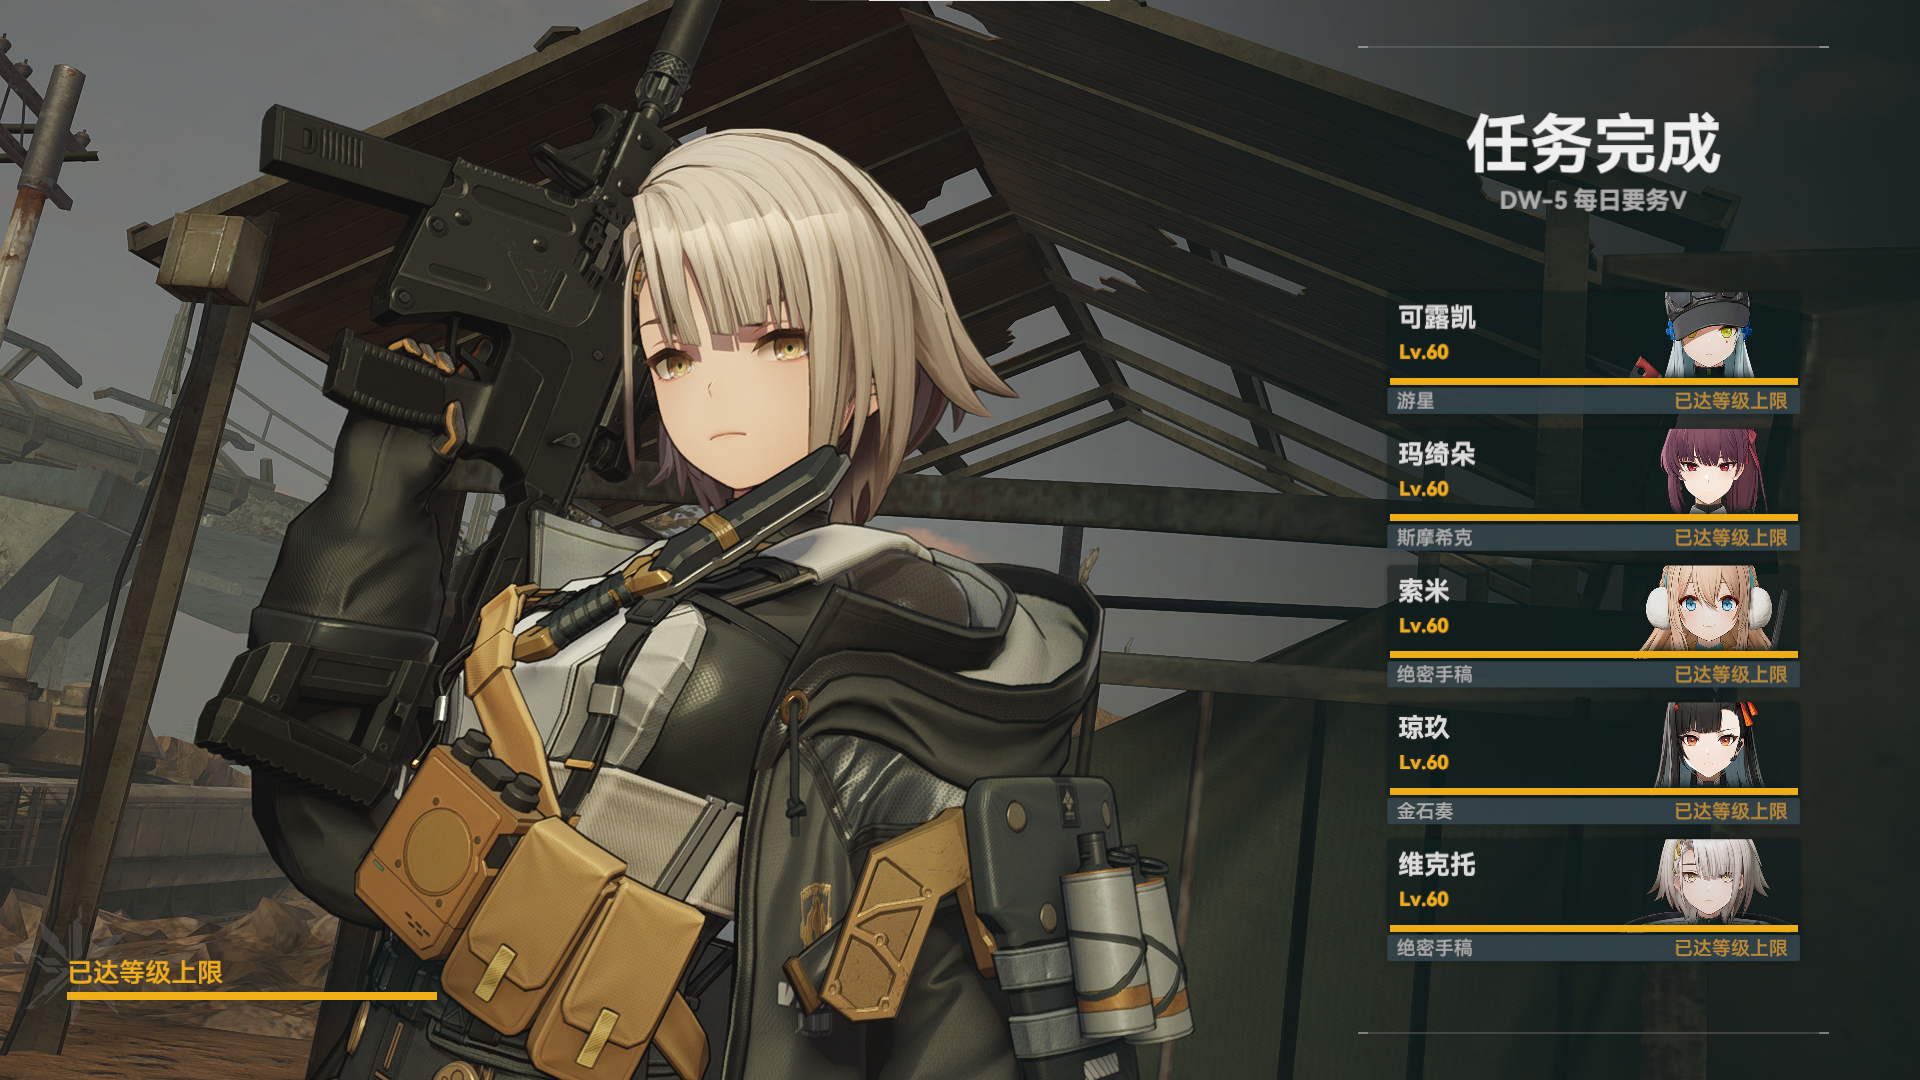 任务完成
DW-5 每日要务V
可露凯
Lv.60
游星 已达等级上限
玛绮朵
Lv.60
斯摩希克 已达等级上限
索米
Lv.60
绝密手稿 已达等级上限
琼玖
Lv.60
金石奏 已达等级上限
维克托
Lv.60
绝密手稿 已达等级上限
已达等级上限